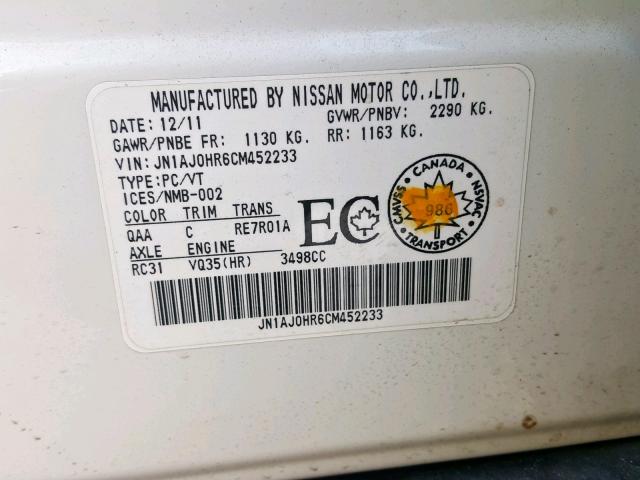 MANUFACTURED BY NISSAN MOTOR CO.,LTD.
DATE: 12/11 GVWR/PNBV: 2290 KG.
GAWR/PNBE FR: 1130 KG. RR: 1163 KG.
VIN: JN1AJ0HR6CM452233
TYPE: PC/VT
ICES/NMB-002
COLOR TRIM TRANS
QAA C RE7R01A
AXLE ENGINE
RC31 VQ35(HR) 3498CC
EC
CANADA
CMVSS NSVAC
986
TRANSPORT
JN1AJ0HR6CM452233